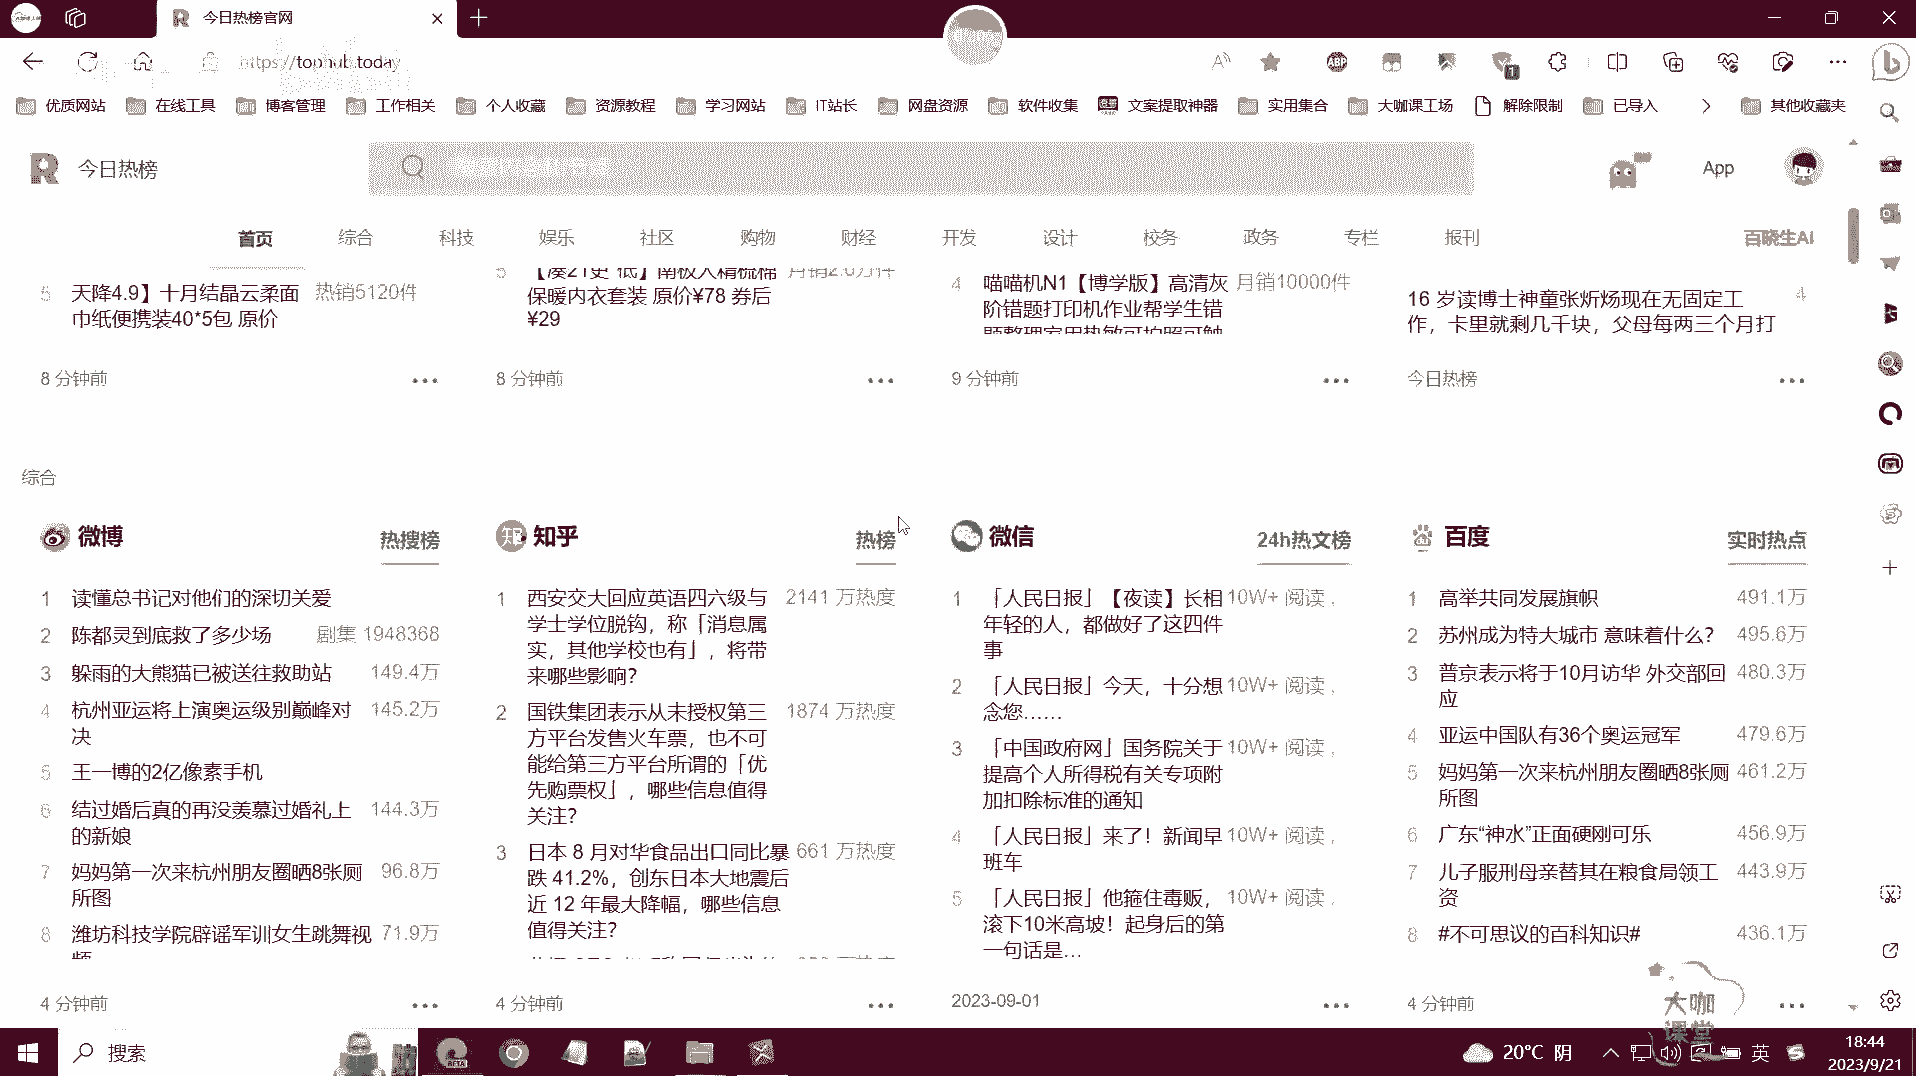 今日热榜官网
https://tophub.today
优质网站 在线工具 博客管理 工作相关 个人收藏 资源教程 学习网站 IT站长 网盘资源 软件收集 文案提取神器 实用集合 大咖课工场 解除限制 已导入 其他收藏夹
今日热榜
App
首页 综合 科技 娱乐 社区 购物 财经 开发 设计 校务 政务 专栏 报刊 百晓生AI
5 天降4.9】十月结晶云柔面 热销5120件
巾纸便携装40*5包 原价
8 分钟前
保暖内衣套装 原价¥78 券后
¥29
8 分钟前
4 喵喵机N1【博学版】高清灰 月销10000件
阶错题打印机作业帮学生错
9 分钟前
16 岁读博士神童张炘炀现在无固定工 4
作，卡里就剩几千块，父母每两三个月打
今日热榜
综合
微博 热搜榜
1 读懂总书记对他们的深切关爱
2 陈都灵到底救了多少场 剧集 1948368
3 躲雨的大熊猫已被送往救助站 149.4万
4 杭州亚运将上演奥运级别巅峰对 145.2万
决
5 王一博的2亿像素手机
6 结过婚后真的再没羡慕过婚礼上 144.3万
的新娘
7 妈妈第一次来杭州朋友圈晒8张厕 96.8万
所图
8 潍坊科技学院辟谣军训女生跳舞视 71.9万
4 分钟前
知乎 热榜
1 西安交大回应英语四六级与 2141 万热度
学士学位脱钩，称「消息属
实，其他学校也有」，将带
来哪些影响？
2 国铁集团表示从未授权第三 1874 万热度
方平台发售火车票，也不可
能给第三方平台所谓的「优
先购票权」，哪些信息值得
关注？
3 日本 8 月对华食品出口同比暴 661 万热度
跌 41.2%，创东日本大地震后
近 12 年最大降幅，哪些信息
值得关注？
4 分钟前
微信 24h热文榜
1 「人民日报」【夜读】长相 10W+ 阅读 .
年轻的人，都做好了这四件
事
2 「人民日报」今天，十分想 10W+ 阅读 .
念您……
3 「中国政府网」国务院关于 10W+ 阅读 .
提高个人所得税有关专项附
加扣除标准的通知
4 「人民日报」来了！新闻早 10W+ 阅读 .
班车
5 「人民日报」他箍住毒贩， 10W+ 阅读 .
滚下10米高坡！起身后的第
一句话是…
2023-09-01
百度 实时热点
1 高举共同发展旗帜 491.1万
2 苏州成为特大城市 意味着什么？ 495.6万
3 普京表示将于10月访华 外交部回 480.3万
应
4 亚运中国队有36个奥运冠军 479.6万
5 妈妈第一次来杭州朋友圈晒8张厕 461.2万
所图
6 广东“神水”正面硬刚可乐 456.9万
7 儿子服刑母亲替其在粮食局领工 443.9万
资
8 #不可思议的百科知识# 436.1万
4 分钟前
大咖
课堂
搜索
20°C 阴
英
18:44
2023/9/21